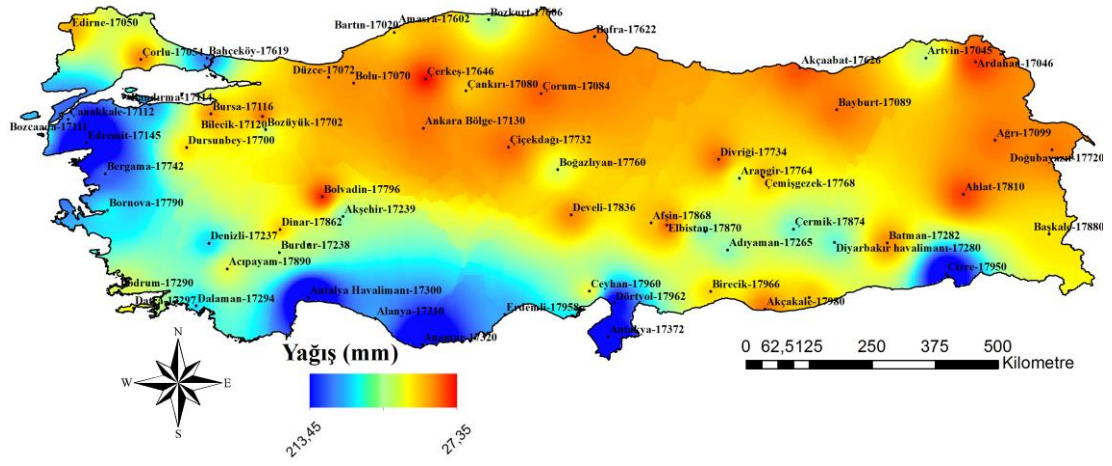 Bozkurt-17606
Amasra-17602
Edirne-17050
Bartın-17020
Bafra-17622
Çorlu-17054
Bahçeköy-17619
Artvin-17045
Akçaabat-17626
Ardahan-17046
Düzce-17072
Bolu-17070
Çerkeş-17646
Çankırı-17080
Çorum-17084
Bandırma-17114
Çanakkale-17112
Bursa-17116
Bayburt-17089
Bozcaada-17111
Bilecik-17120
Bozüyük-17702
Ankara Bölge-17130
Edremit-17145
Dursunbey-17700
Çiçekdağı-17732
Ağrı-17099
Doğubayazıt-17720
Divriği-17734
Boğazlıyan-17760
Bergama-17742
Arapgir-17764
Çemişgezek-17768
Bolvadin-17796
Ahlat-17810
Bornova-17790
Akşehir-17239
Develi-17836
Dinar-17862
Afşin-17868
Elbistan-17870
Çermik-17874
Başkale-17880
Denizli-17237
Burdur-17238
Adıyaman-17265
Batman-17282
Diyarbakır havalimanı-17280
Acıpayam-17890
Cizre-17950
Bodrum-17290
Datça-17297
Dalaman-17294
Antalya Havalimanı-17300
Ceyhan-17960
Dörtyol-17962
Birecik-17966
Akçakale-17980
Alanya-17310
Erdemli-17958
Anamur-17320
Antakya-17372
N
W
E
S
Yağış (mm)
213,45
27,35
0 62,5125 250 375 500
Kilometre